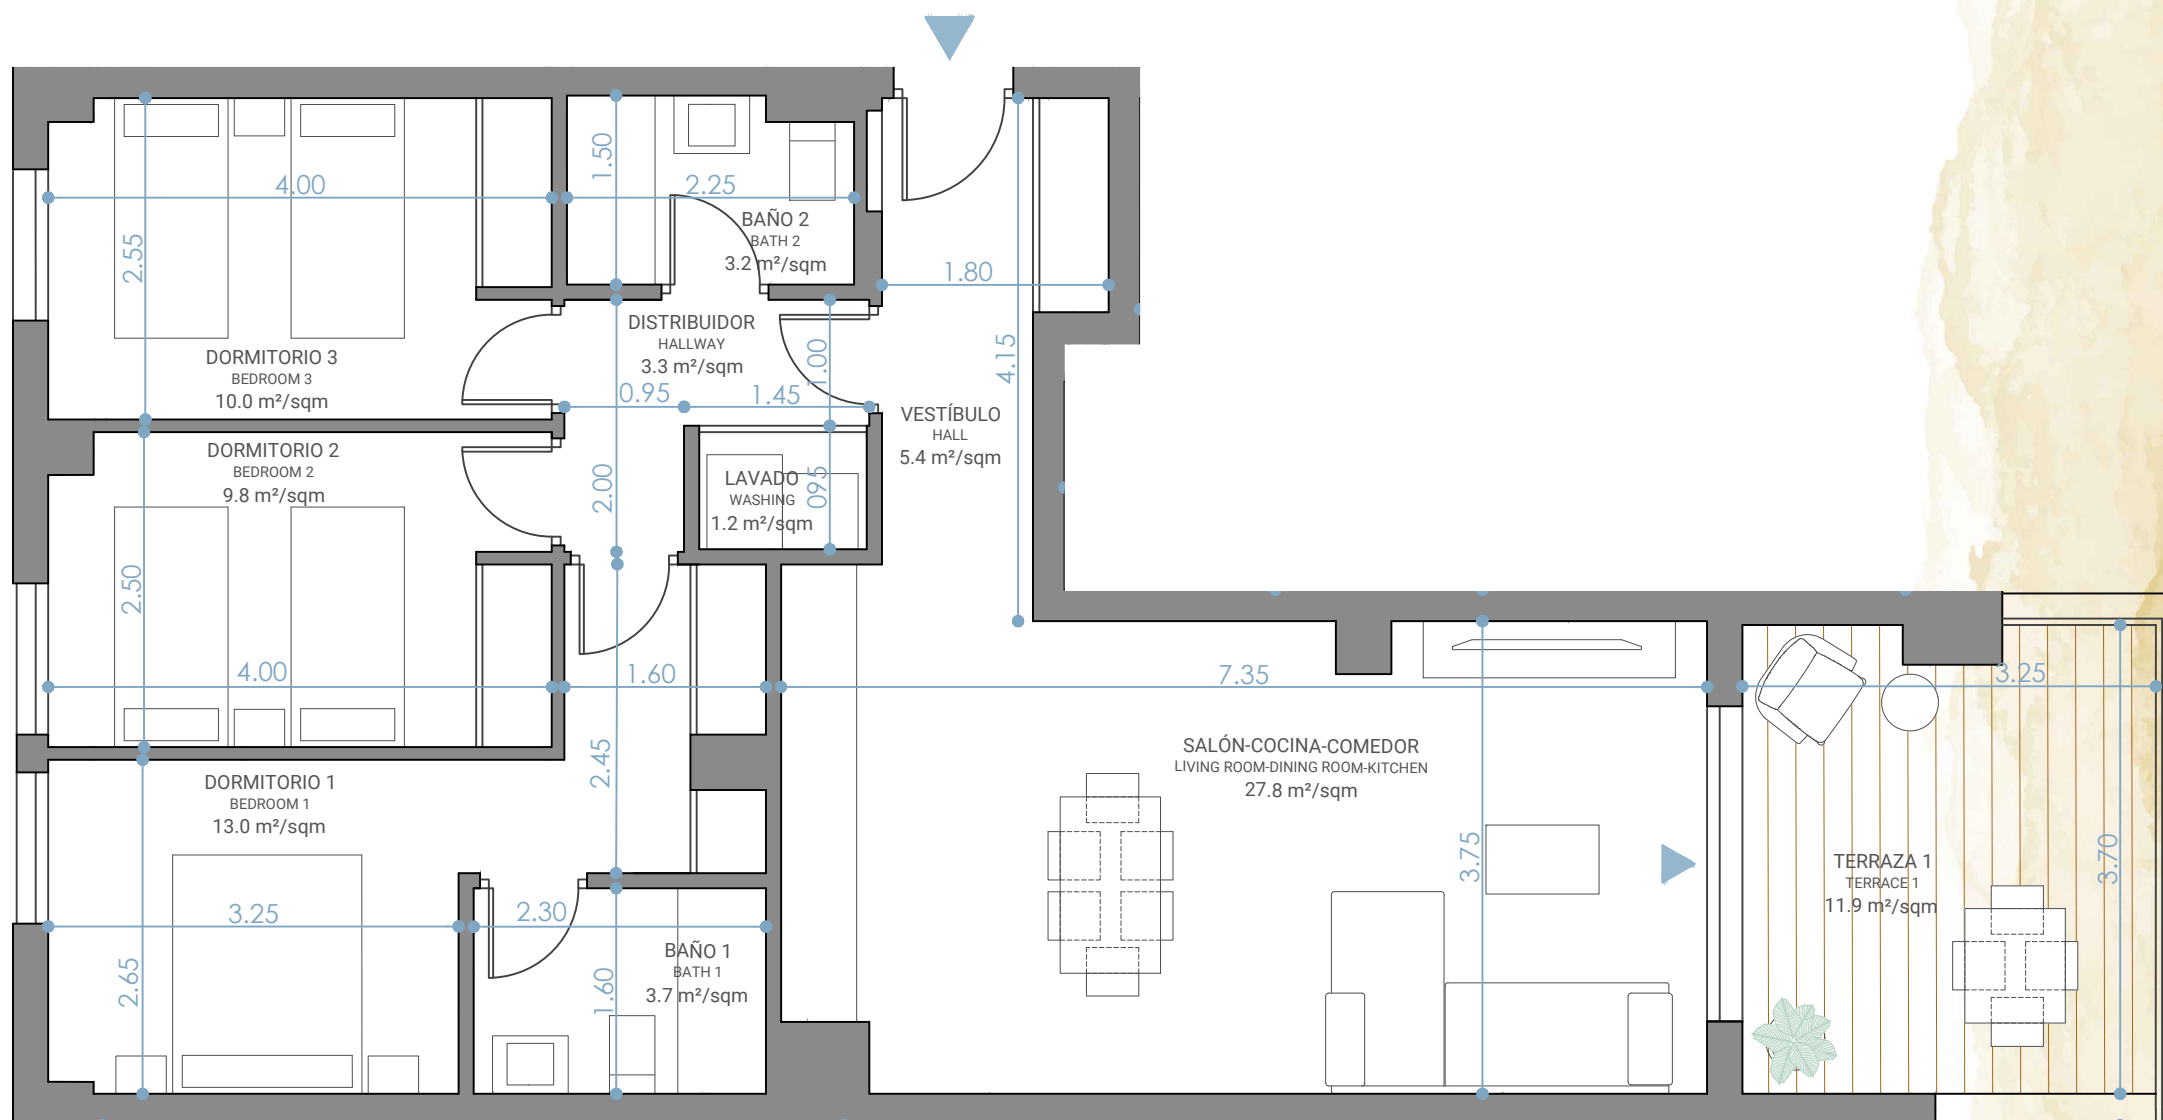 4.00
2.55
DORMITORIO 3
BEDROOM 3
10.0 m²/sqm
1.50
2.25
BAÑO 2
BATH 2
3.2 m²/sqm
1.80
4.15
DISTRIBUIDOR
HALLWAY
3.3 m²/sqm
1.00
0.95
1.45
VESTÍBULO
HALL
5.4 m²/sqm
DORMITORIO 2
BEDROOM 2
9.8 m²/sqm
2.50
4.00
2.00
LAVADO
WASHING
1.2 m²/sqm
095
1.60
2.45
7.35
3.25
DORMITORIO 1
BEDROOM 1
13.0 m²/sqm
3.25
2.65
2.30
1.60
BAÑO 1
BATH 1
3.7 m²/sqm
SALÓN-COCINA-COMEDOR
LIVING ROOM-DINING ROOM-KITCHEN
27.8 m²/sqm
3.75
TERRAZA 1
TERRACE 1
11.9 m²/sqm
3.70